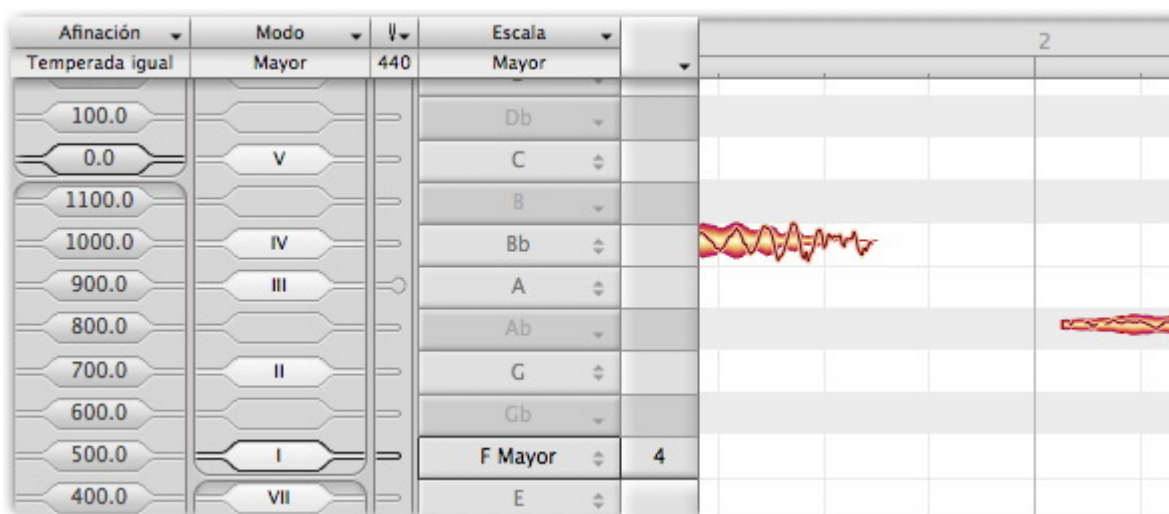 Afinación Modo Escala 2
Temperada igual Mayor 440 Mayor
100.0 Db
0.0 V C
1100.0 B
1000.0 IV Bb
900.0 III A
800.0 Ab
700.0 II G
600.0 Gb
500.0 I F Mayor 4
400.0 VII E